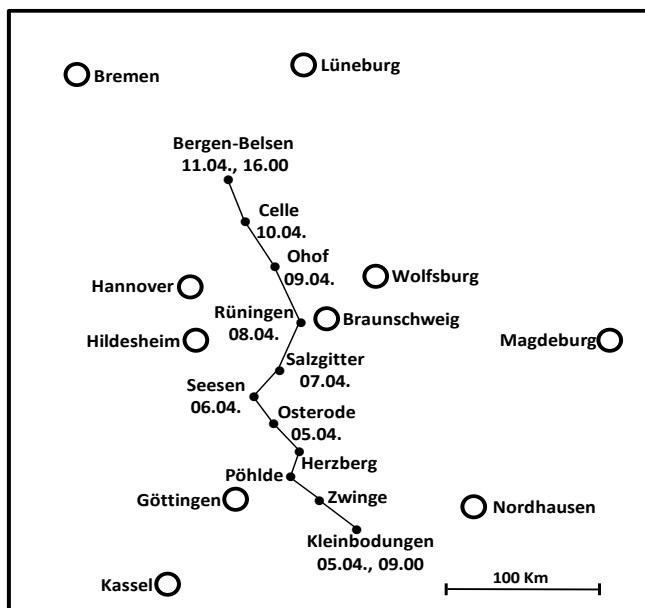 Lüneburg
Bremen
Bergen-Belsen
11.04., 16.00
Celle
10.04.
Ohof
09.04.
Wolfsburg
Hannover
Rüningen
08.04.
Braunschweig
Hildesheim
Magdeburg
Salzgitter
07.04.
Seesen
06.04.
Osterode
05.04.
Herzberg
Pöhlde
Göttingen
Zwinge
Nordhausen
Kleinbodungen
05.04., 09.00
100 Km
Kassel